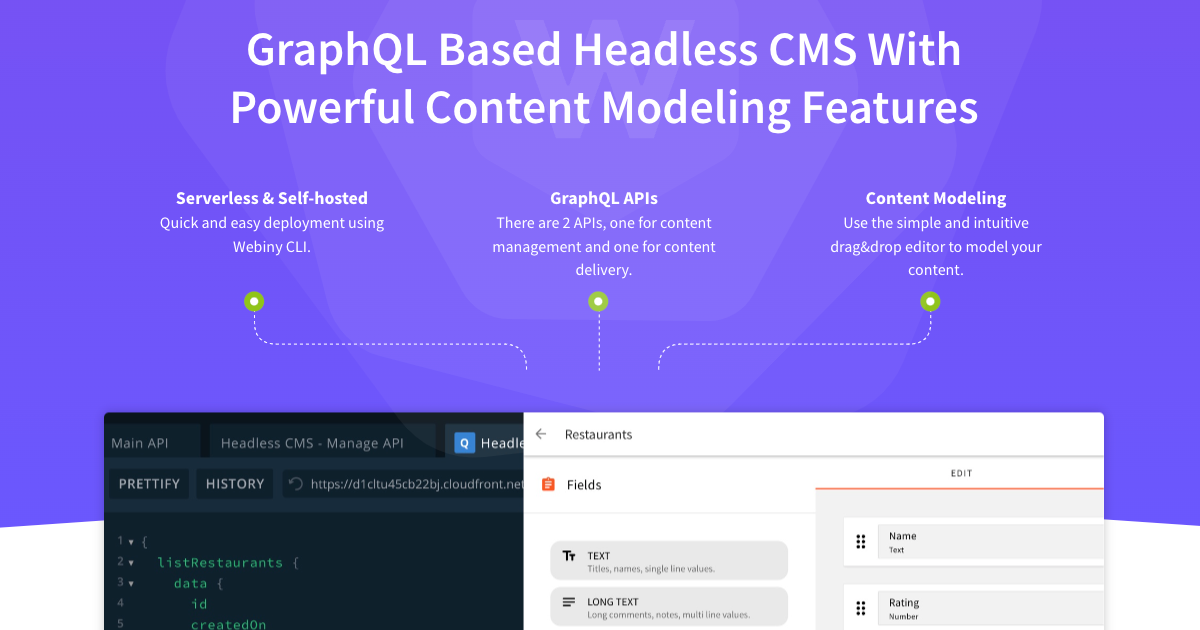 GraphQL Based Headless CMS With
Powerful Content Modeling Features
Serverless & Self-hosted
Quick and easy deployment using
Webiny CLI.
GraphQL APIs
There are 2 APIs, one for content
management and one for content
delivery.
Content Modeling
Use the simple and intuitive
drag&drop editor to model your
content.
Main API
Headless CMS - Manage API
Q Headle
PRETTIFY
HISTORY
https://d1cltu45cb22bj.cloudfront.net
1 {
2 listRestaurants {
3 data {
4 id
5 createdOn
Restaurants
Fields
TEXT
Titles, names, single line values.
LONG TEXT
Long comments, notes, multi line values.
EDIT
Name
Text
Rating
Number